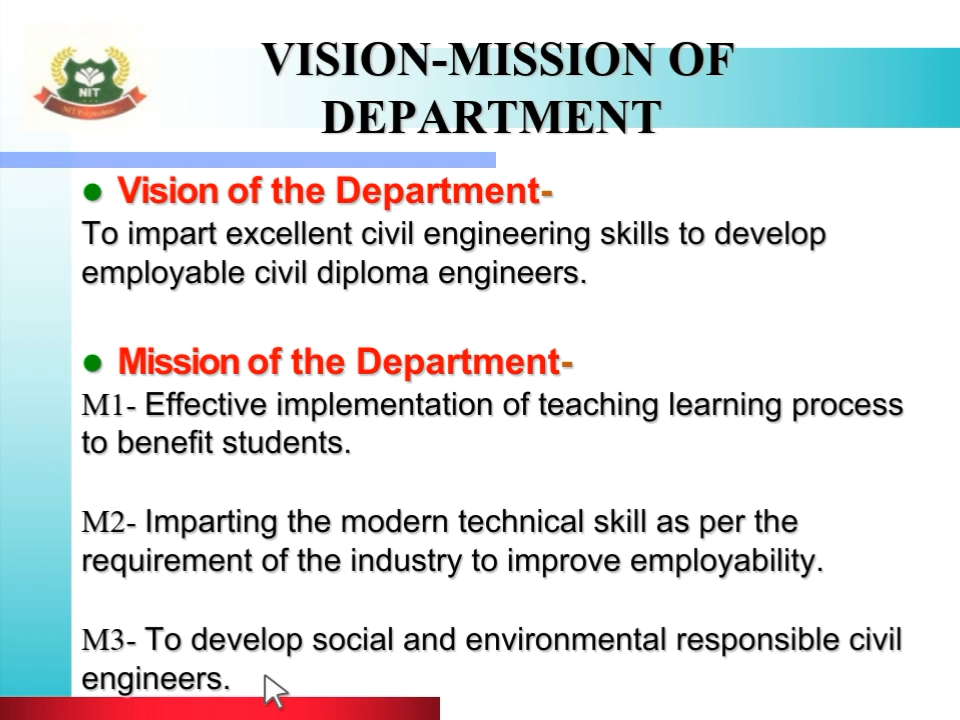 NIT
NIT Polytechnic
VISION-MISSION OF
DEPARTMENT
Vision of the Department-
To impart excellent civil engineering skills to develop
employable civil diploma engineers.
Mission of the Department-
M1- Effective implementation of teaching learning process
to benefit students.
M2- Imparting the modern technical skill as per the
requirement of the industry to improve employability.
M3- To develop social and environmental responsible civil
engineers.